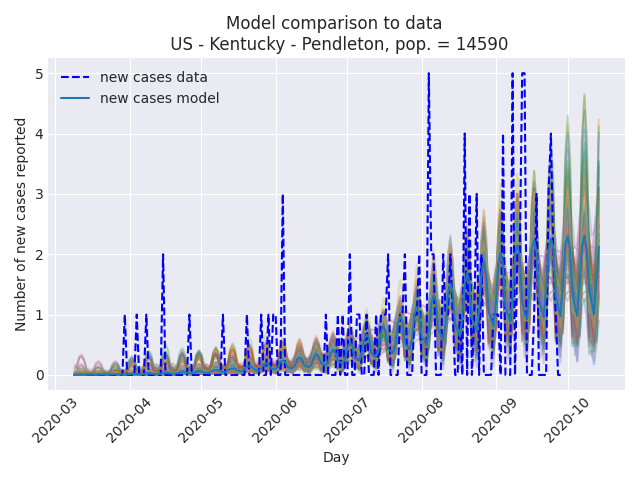 Model comparison to data
US - Kentucky - Pendleton, pop. = 14590
new cases data
new cases model
Number of new cases reported
5
4
3
2
1
0
2020-03
2020-04
2020-05
2020-06
2020-07
2020-08
2020-09
2020-10
Day